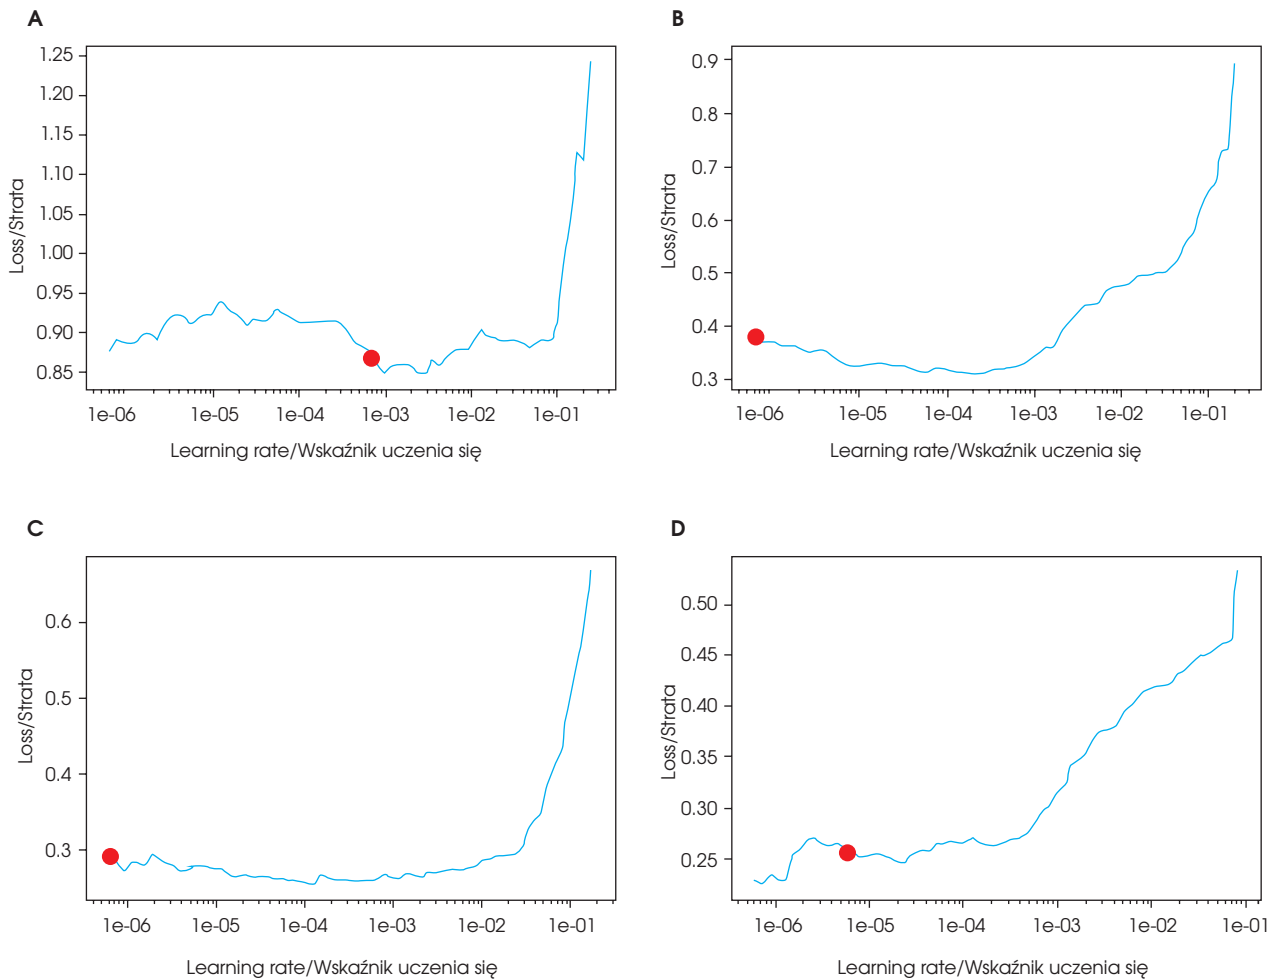 A
1.25
1.20
1.15
1.10
1.05
1.00
0.95
0.90
0.85
Loss/Strata
1e-06 1e-05 1e-04 1e-03 1e-02 1e-01
Learning rate/Wskaźnik uczenia się
B
0.9
0.8
0.7
0.6
0.5
0.4
0.3
Loss/Strata
1e-06 1e-05 1e-04 1e-03 1e-02 1e-01
Learning rate/Wskaźnik uczenia się
C
0.6
0.5
0.4
0.3
Loss/Strata
1e-06 1e-05 1e-04 1e-03 1e-02 1e-01
Learning rate/Wskaźnik uczenia się
D
0.50
0.45
0.40
0.35
0.30
0.25
Loss/Strata
1e-06 1e-05 1e-04 1e-03 1e-02 1e-01
Learning rate/Wskaźnik uczenia się